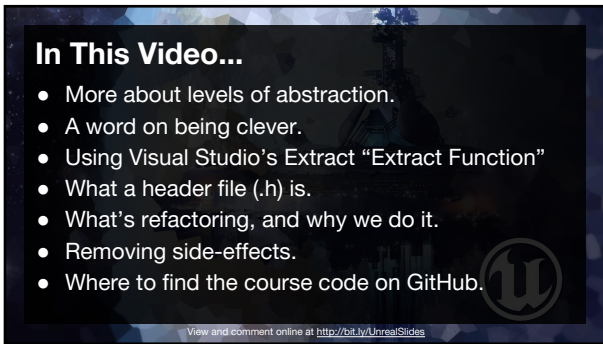 In This Video...
● More about levels of abstraction.
● A word on being clever.
● Using Visual Studio’s Extract “Extract Function”
● What a header file (.h) is.
● What’s refactoring, and why we do it.
● Removing side-effects.
● Where to find the course code on GitHub.
View and comment online at http://bit.ly/UnrealSlides